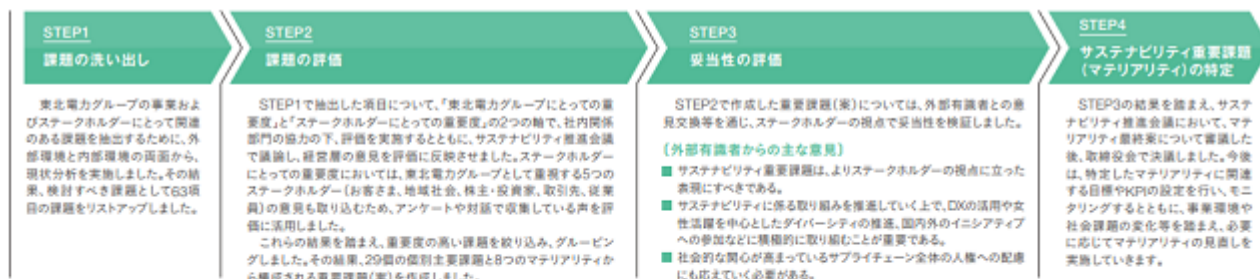 STEP1
課題の洗い出し
東北電力グループの事業およ
びステークホルダーにとって関連
のある課題を抽出するために、外
部環境と内部環境の両面から、
現状分析を実施しました。その結
果、検討すべき課題として63項
目の課題をリストアップしました。
STEP2
課題の評価
STEP1で抽出した項目について、「東北電力グループにとっての重
要度」と「ステークホルダーにとっての重要度」の2つの軸で、社内関係
部門の協力の下、評価を実施するとともに、サステナビリティ推進会議
で議論し、経営層の意見を評価に反映させました。ステークホルダー
にとっての重要度においては、東北電力グループとして重視する5つの
ステークホルダー（お客さま、地域社会、株主・投資家、取引先、従業
員）の意見も取り込むため、アンケートや対話で収集している声を評
価に活用しました。
これらの結果を踏まえ、重要度の高い課題を絞り込み、グルーピン
グしました。その結果、29個の個別主要課題と8つのマテリアリティか
ら構成される重要課題（案）を作成しました。
STEP3
妥当性の評価
STEP2で作成した重要課題（案）については、外部有識者との意
見交換等を通じ、ステークホルダーの視点で妥当性を検証しました。
〔外部有識者からの主な意見〕
■ サステナビリティ重要課題は、よりステークホルダーの視点に立った
表現にすべきである。
■ サステナビリティに係る取り組みを推進していく上で、DXの活用や女
性活躍を中心としたダイバーシティの推進、国内外のイニシアティブ
への参加などに積極的に取り組むことが重要である。
■ 社会的な関心が高まっているサプライチェーン全体の人権への配慮
にも応えていく必要がある。
STEP4
サステナビリティ重要課題
（マテリアリティ）の特定
STEP3の結果を踏まえ、サステ
ナビリティ推進会議において、マテ
リアリティ最終案について審議した
後、取締役会で決議しました。今後
は、特定したマテリアリティに関連
する目標やKPIの設定を行い、モニ
タリングするとともに、事業環境や
社会課題の変化等を踏まえ、必要
に応じてマテリアリティの見直しを
実施していきます。